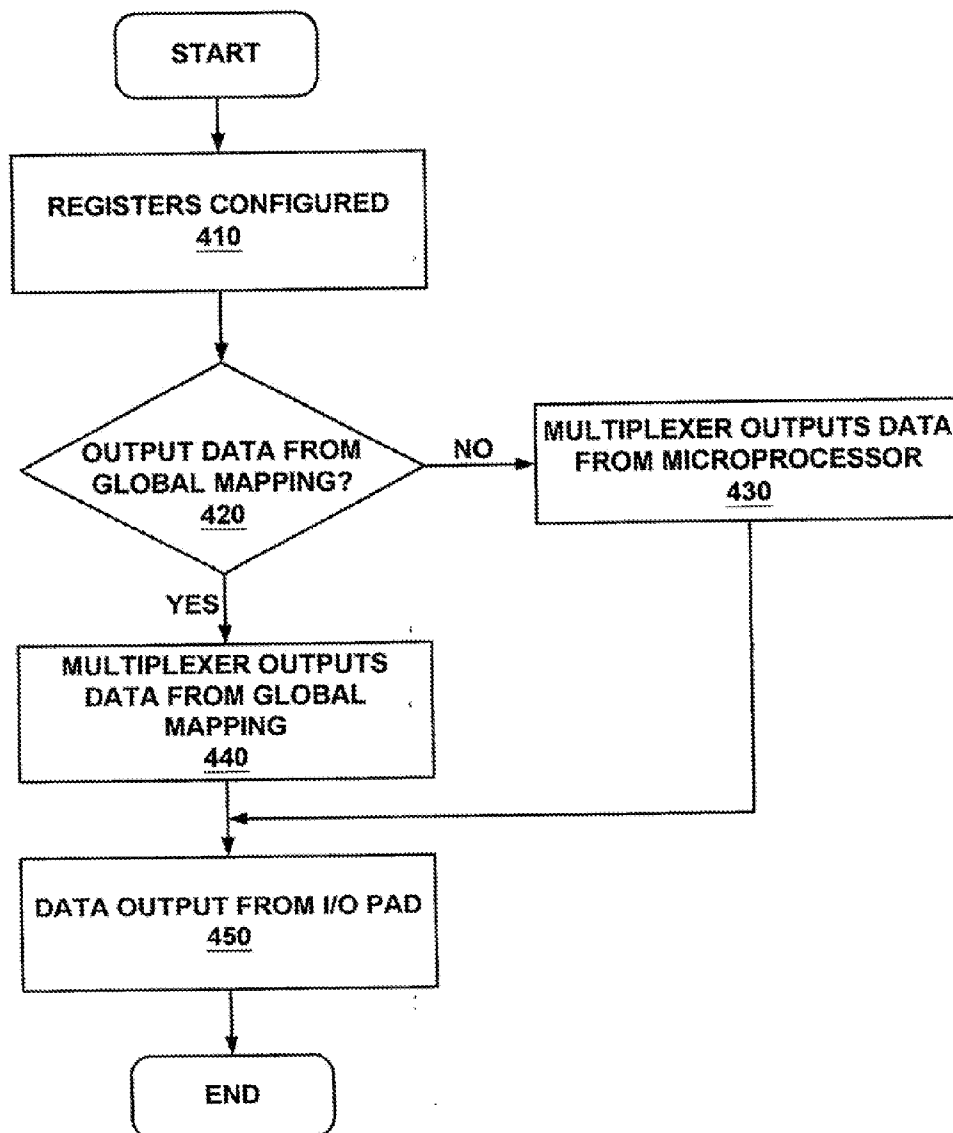 START
REGISTERS CONFIGURED
410
OUTPUT DATA FROM
GLOBAL MAPPING?
420
NO
MULTIPLEXER OUTPUTS DATA
FROM MICROPROCESSOR
430
YES
MULTIPLEXER OUTPUTS
DATA FROM GLOBAL
MAPPING
440
DATA OUTPUT FROM I/O PAD
450
END